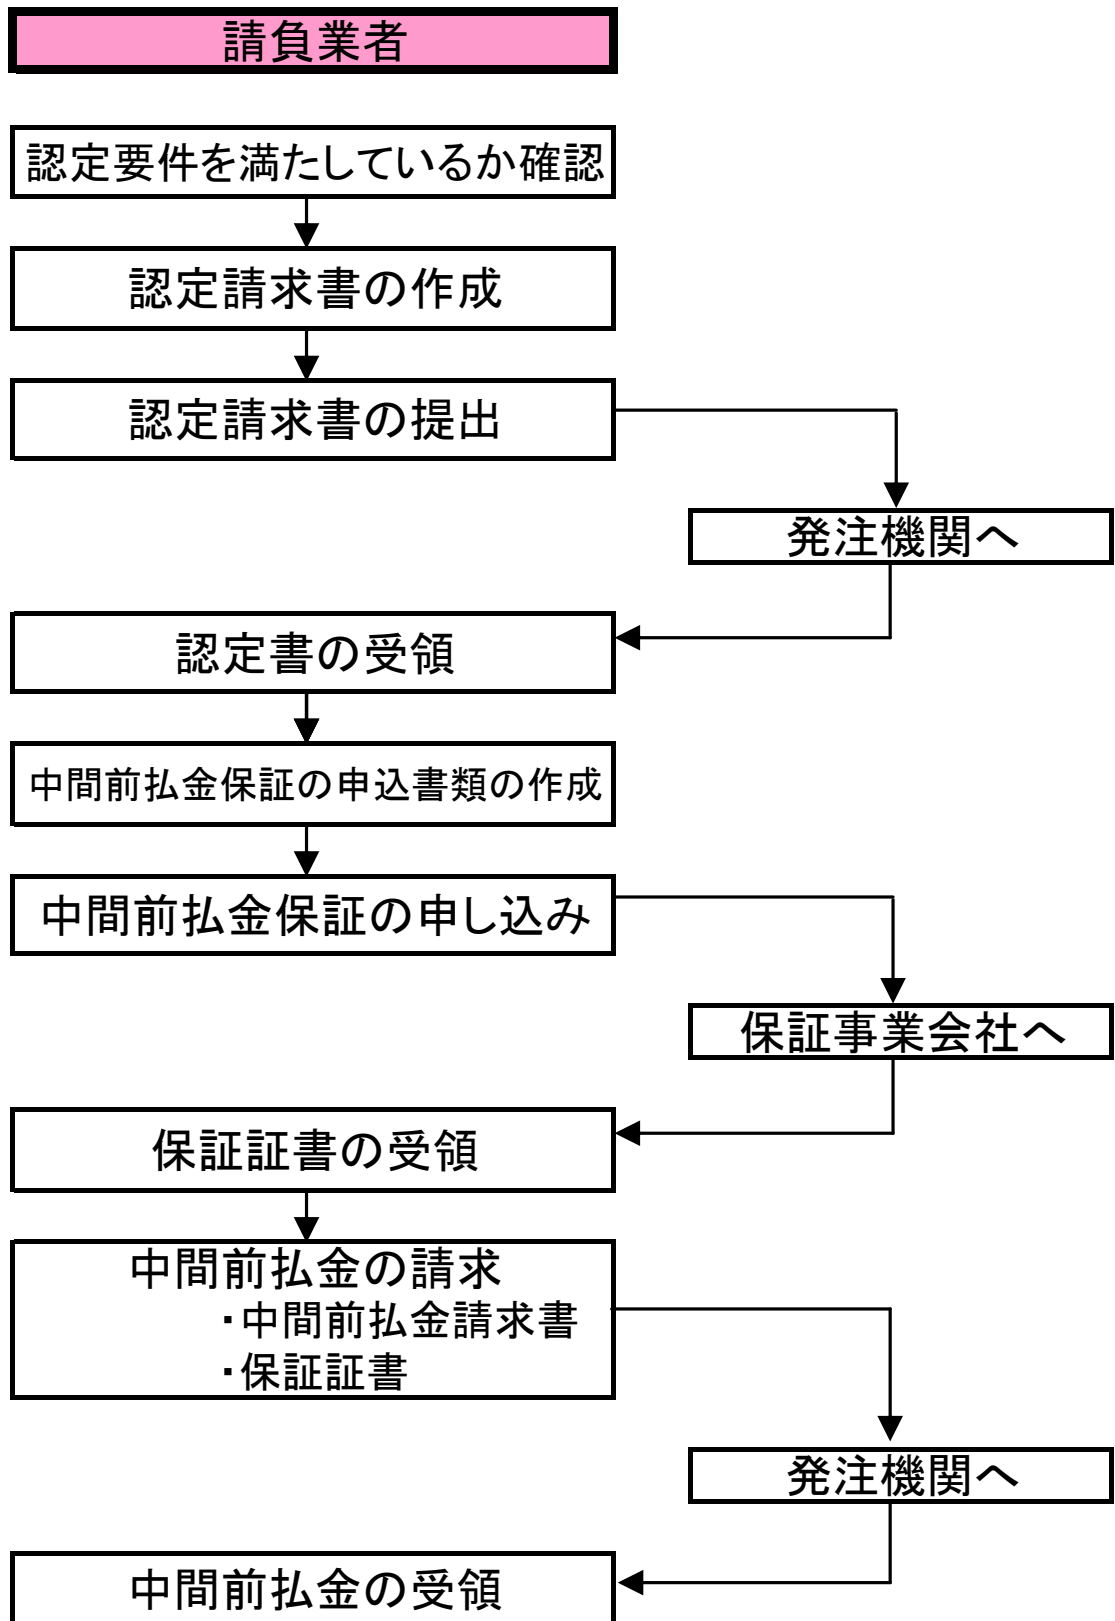 請負業者
認定要件を満たしているか確認
認定請求書の作成
認定請求書の提出
発注機関へ
認定書の受領
中間前払金保証の申込書類の作成
中間前払金保証の申し込み
保証事業会社へ
保証証書の受領
中間前払金の請求
・中間前払金請求書
・保証証書
発注機関へ
中間前払金の受領